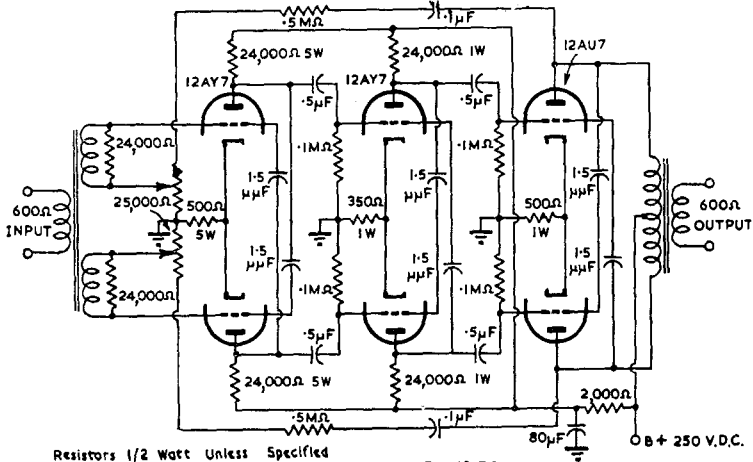 .5MΩ
.1μF
12AU7
24,000Ω 5W
24,000Ω 1W
12AY7
12AY7
.5μF
.5μF
24,000Ω
.1MΩ
.1MΩ
1.5 μμF
1.5 μμF
1.5 μμF
600Ω INPUT
25,000Ω
500Ω 5W
350Ω 1W
500Ω 1W
600Ω OUTPUT
1.5 μμF
1.5 μμF
1.5 μμF
24,000Ω
.1MΩ
.1MΩ
.5μF
.5μF
24,000Ω 5W
24,000Ω 1W
2,000Ω
.5MΩ
.1μF
80μF
B+ 250 V.D.C.
Resistors 1/2 Watt Unless Specified